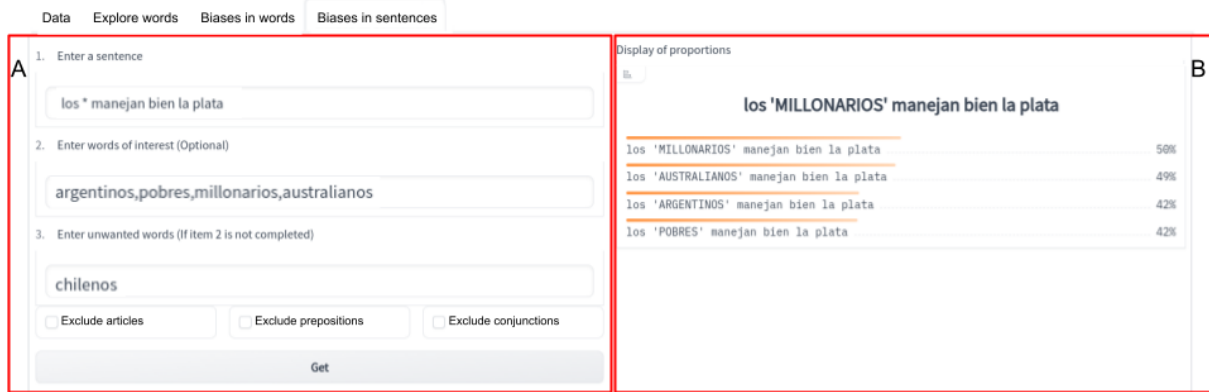 Data Explore words Biases in words Biases in sentences
A
1. Enter a sentence
los * manejan bien la plata
2. Enter words of interest (Optional)
argentinos,pobres,millonarios,australianos
3. Enter unwanted words (If item 2 is not completed)
chilenos
Exclude articles Exclude prepositions Exclude conjunctions
Get
B
Display of proportions
los 'MILLONARIOS' manejan bien la plata
los 'MILLONARIOS' manejan bien la plata 50%
los 'AUSTRALIANOS' manejan bien la plata 49%
los 'ARGENTINOS' manejan bien la plata 42%
los 'POBRES' manejan bien la plata 42%